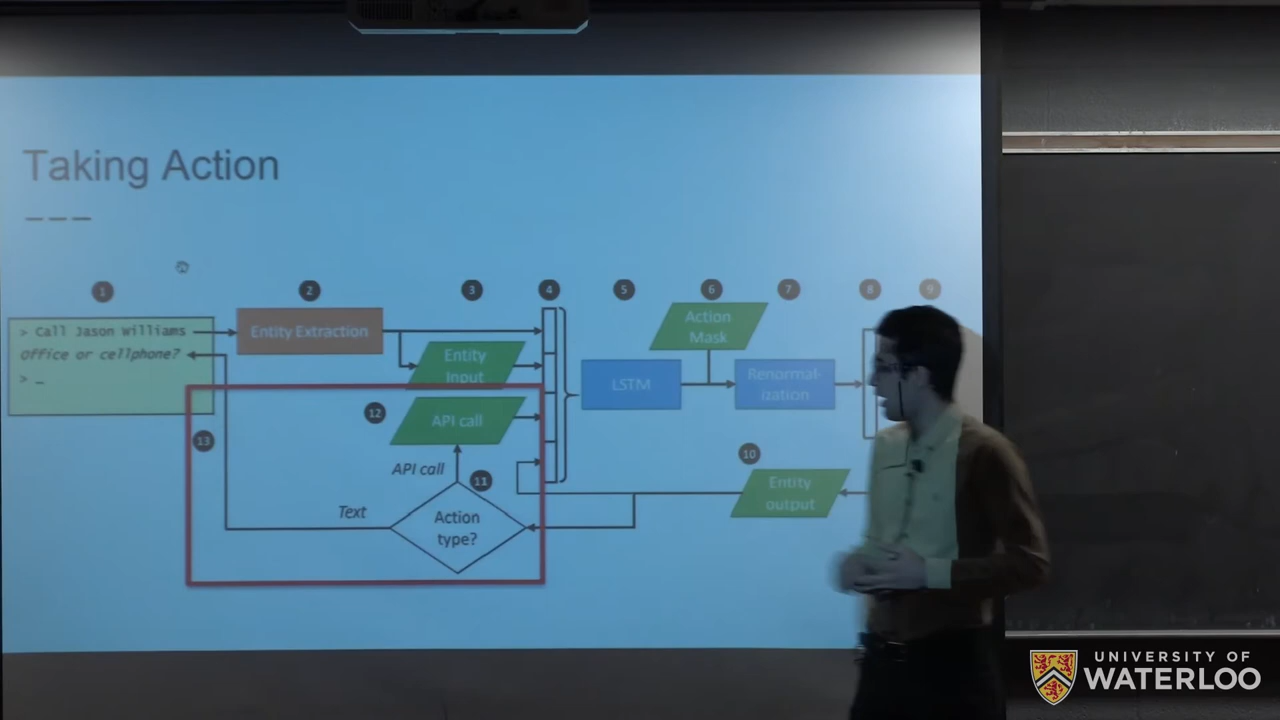 Taking Action
1
2
3
4
5
6
7
8
9
> Call Jason Williams
Office or cellphone?
> _
Entity Extraction
Entity
Input
LSTM
Action
Mask
Renormal-
ization
12
API call
13
API call
11
10
Entity
output
Text
Action
type?
UNIVERSITY OF
WATERLOO